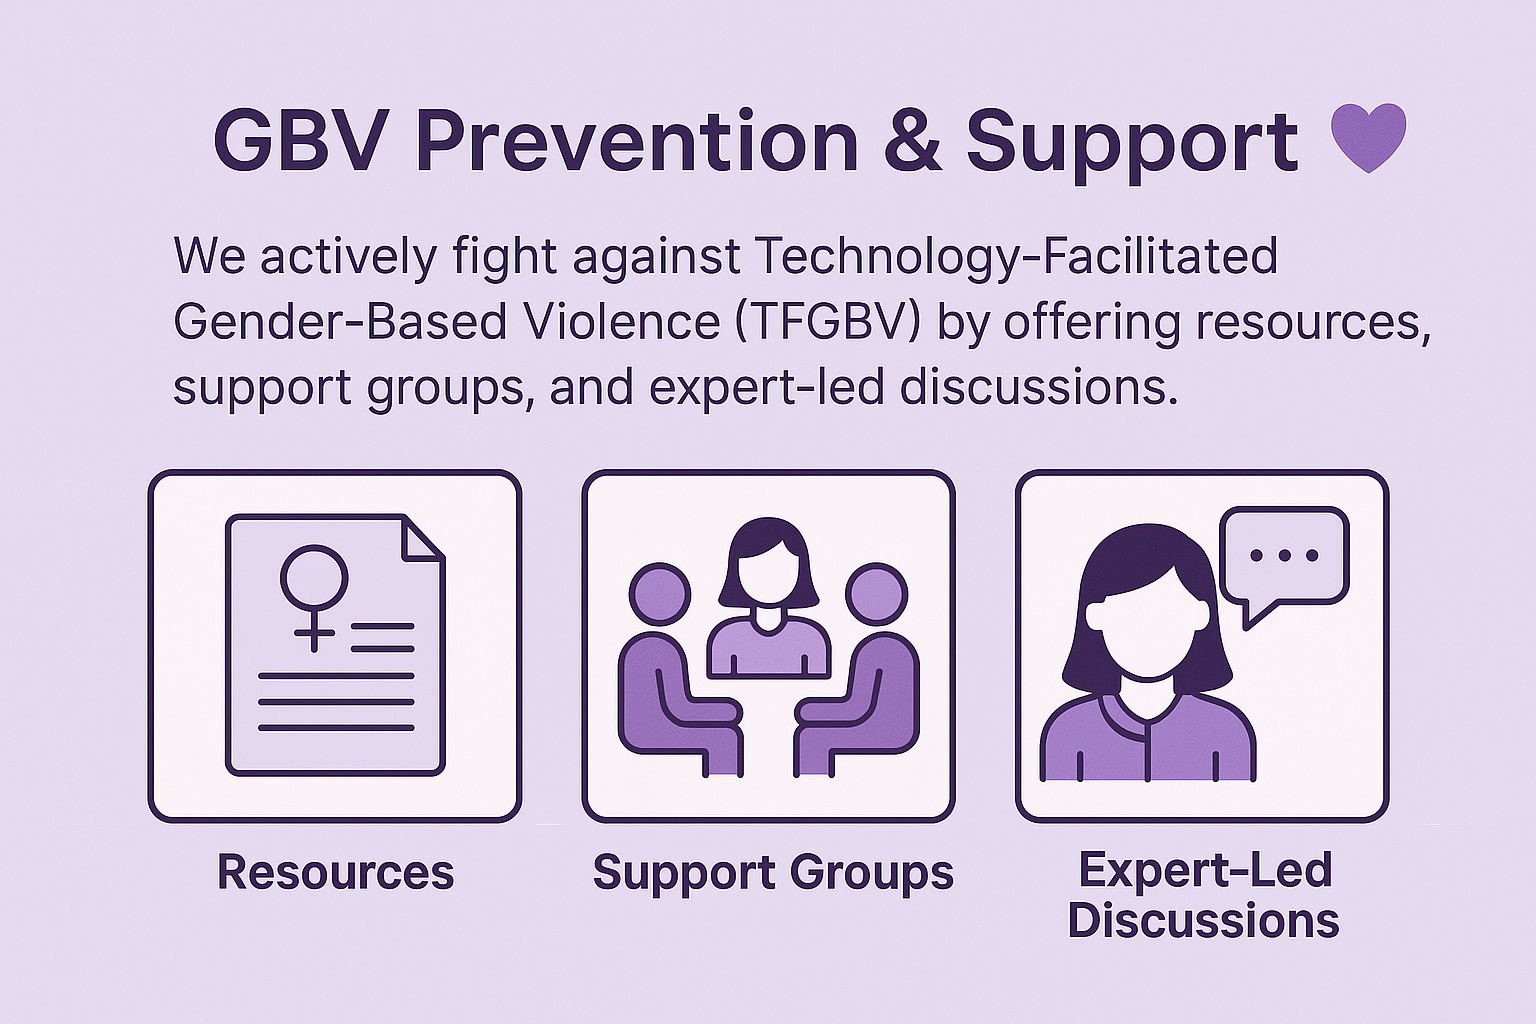 GBV Prevention & Support 💜
We actively fight against Technology-Facilitated
Gender-Based Violence (TFGBV) by offering resources,
support groups, and expert-led discussions.
Resources
Support Groups
Expert-Led
Discussions